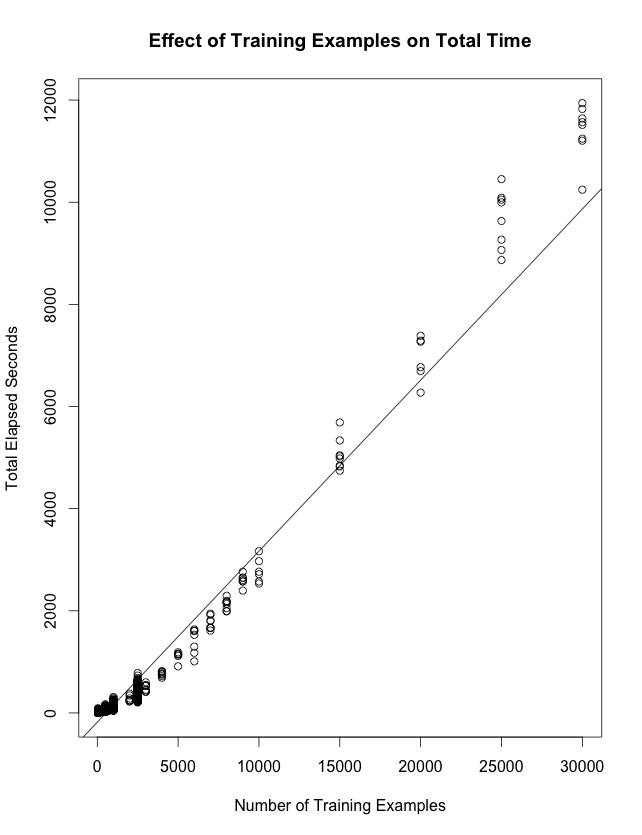 Effect of Training Examples on Total Time
12000
10000
8000
6000
4000
2000
0
Total Elapsed Seconds
0 5000 10000 15000 20000 25000 30000
Number of Training Examples